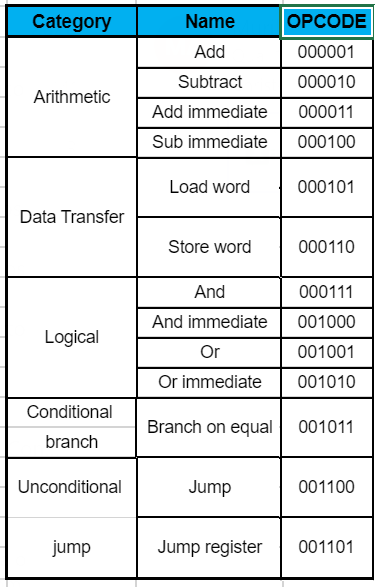 Category Name OPCODE
Arithmetic Add 000001
Subtract 000010
Add immediate 000011
Sub immediate 000100
Data Transfer Load word 000101
Store word 000110
Logical And 000111
And immediate 001000
Or 001001
Or immediate 001010
Conditional
branch Branch on equal 001011
Unconditional Jump 001100
jump Jump register 001101